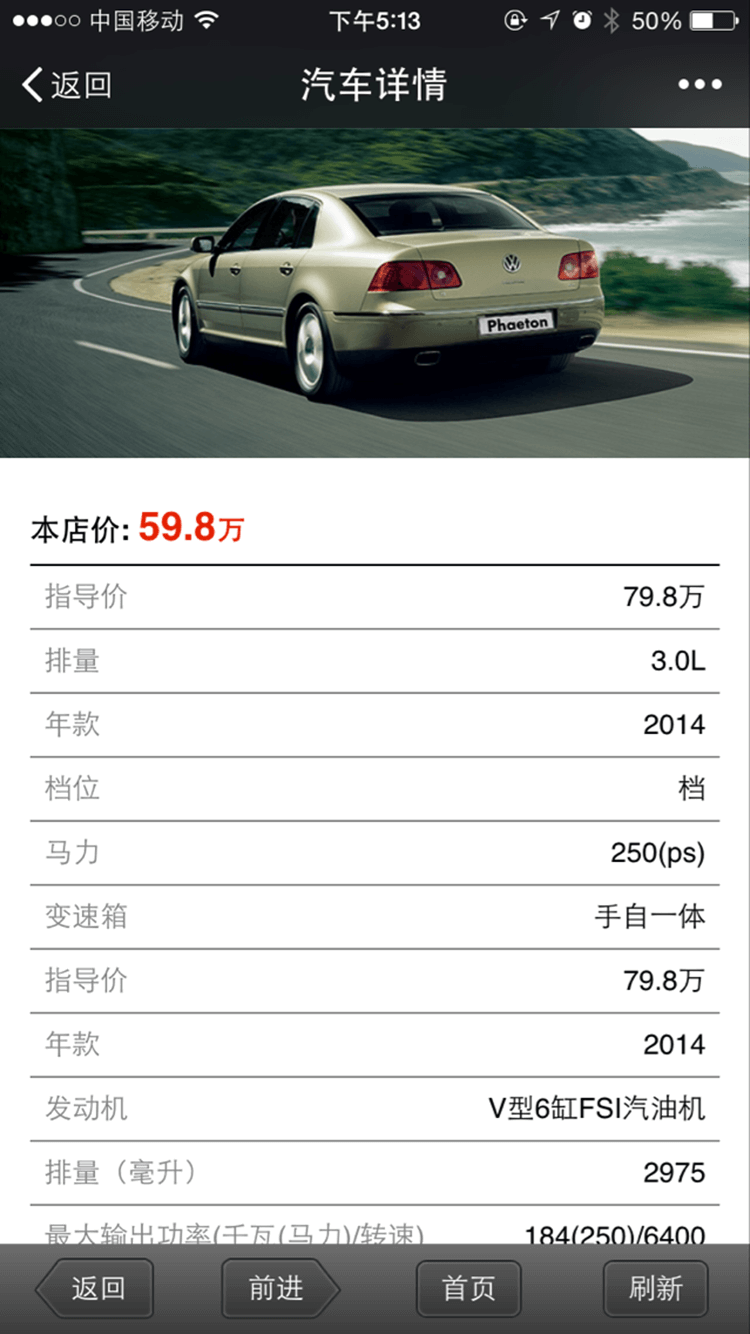 中国移动 下午5:13 50%
返回 汽车详情
Phaeton
本店价: 59.8万
指导价 79.8万
排量 3.0L
年款 2014
档位 档
马力 250(ps)
变速箱 手自一体
指导价 79.8万
年款 2014
发动机 V型6缸FSI汽油机
排量（毫升） 2975
最大输出功率(千瓦(马力)/转速) 184(250)/6400
返回 前进 首页 刷新